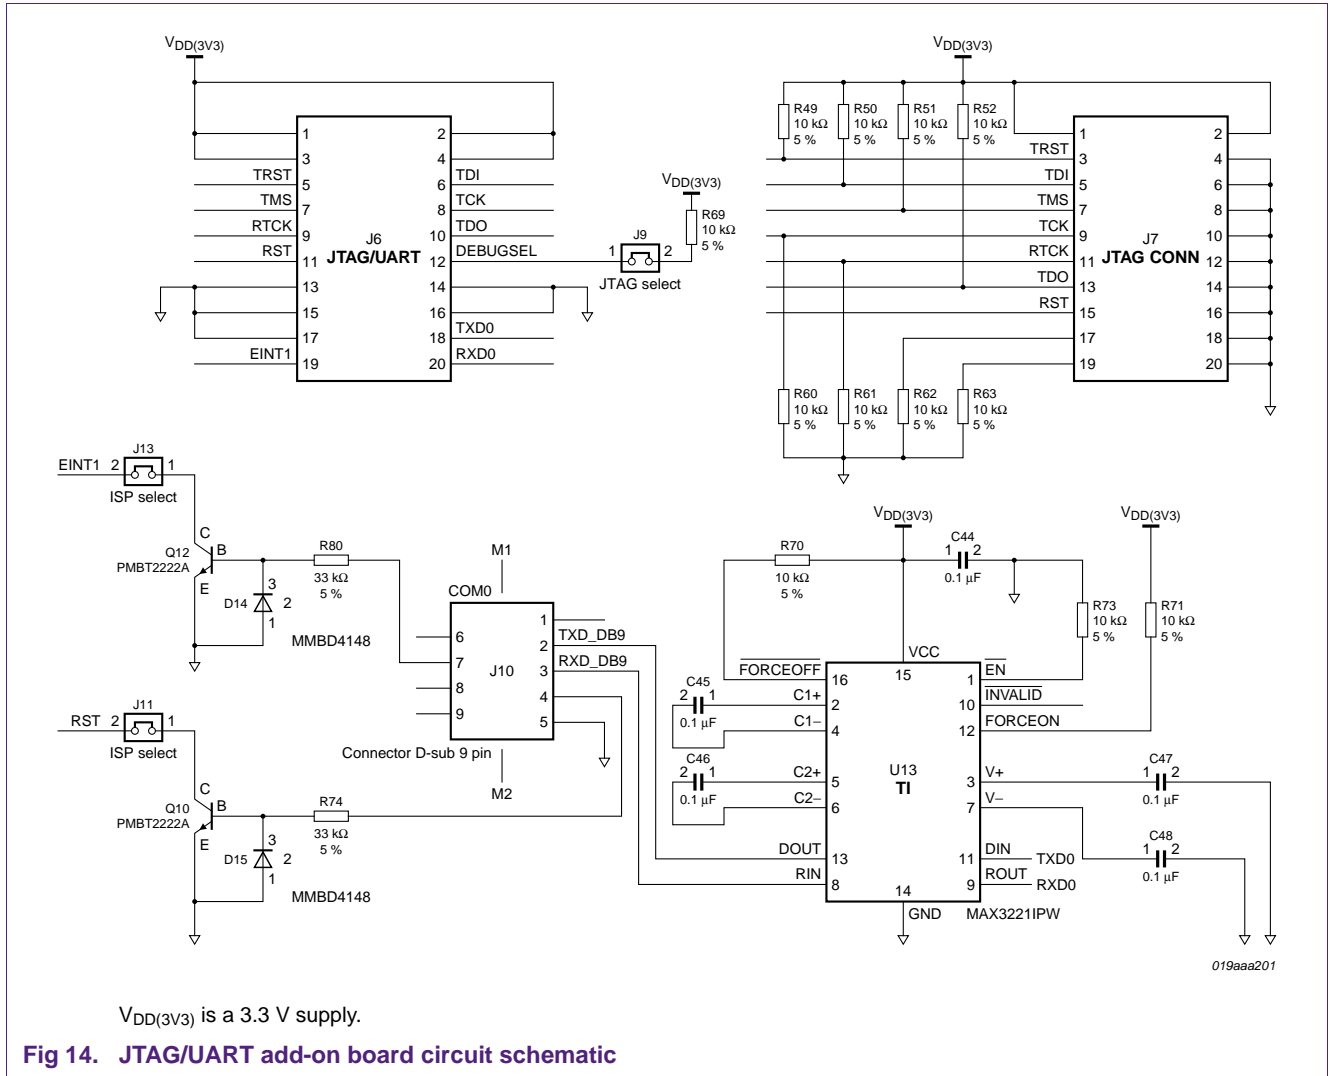 VDD(3V3)
1
3
TRST 5
TMS 7
RTCK 9
RST 11
13
15
17
EINT1 19
J6
JTAG/UART
2
4
6 TDI
8 TCK
10 TDO
12 DEBUGSEL
14
16
18 TXD0
20 RXD0
1 J9 2
JTAG select
VDD(3V3)
R69
10 kΩ
5 %
VDD(3V3)
R49
10 kΩ
5 %
R50
10 kΩ
5 %
R51
10 kΩ
5 %
R52
10 kΩ
5 %
1
TRST 3
TDI 5
TMS 7
TCK 9
RTCK 11
TDO 13
RST 15
17
19
J7
JTAG CONN
2
4
6
8
10
12
14
16
18
20
R60
10 kΩ
5 %
R61
10 kΩ
5 %
R62
10 kΩ
5 %
R63
10 kΩ
5 %
J13
EINT1 2 1
ISP select
C
Q12
PMBT2222A
B
E
D14
3
2
1
MMBD4148
R80
33 kΩ
5 %
M1
COM0
6
7
8
9
J10
1
2 TXD_DB9
3 RXD_DB9
4
5
Connector D-sub 9 pin
M2
J11
RST 2 1
ISP select
C
Q10
PMBT2222A
B
E
D15
3
2
1
MMBD4148
R74
33 kΩ
5 %
VDD(3V3)
R70
10 kΩ
5 %
C44
1 2
0.1 μF
VDD(3V3)
R73
10 kΩ
5 %
R71
10 kΩ
5 %
VCC
15
FORCEOFF 16
C1+ 2
C1− 4
C2+ 5
C2− 6
DOUT 13
RIN 8
C45
2 1
0.1 μF
C46
2 1
0.1 μF
U13
TI
1 EN
10 INVALID
12 FORCEON
3 V+
7 V−
11 DIN TXD0
9 ROUT RXD0
14
GND
MAX3221IPW
C47
1 2
0.1 μF
C48
1 2
0.1 μF
019aaa201
VDD(3V3) is a 3.3 V supply.
Fig 14. JTAG/UART add-on board circuit schematic